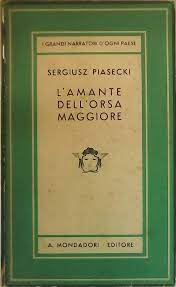 I GRANDI NARRATORI D'OGNI PAESE
SERGIUSZ PIASECKI
L'AMANTE
DELL'ORSA
MAGGIORE
A. MONDADORI - EDITORE